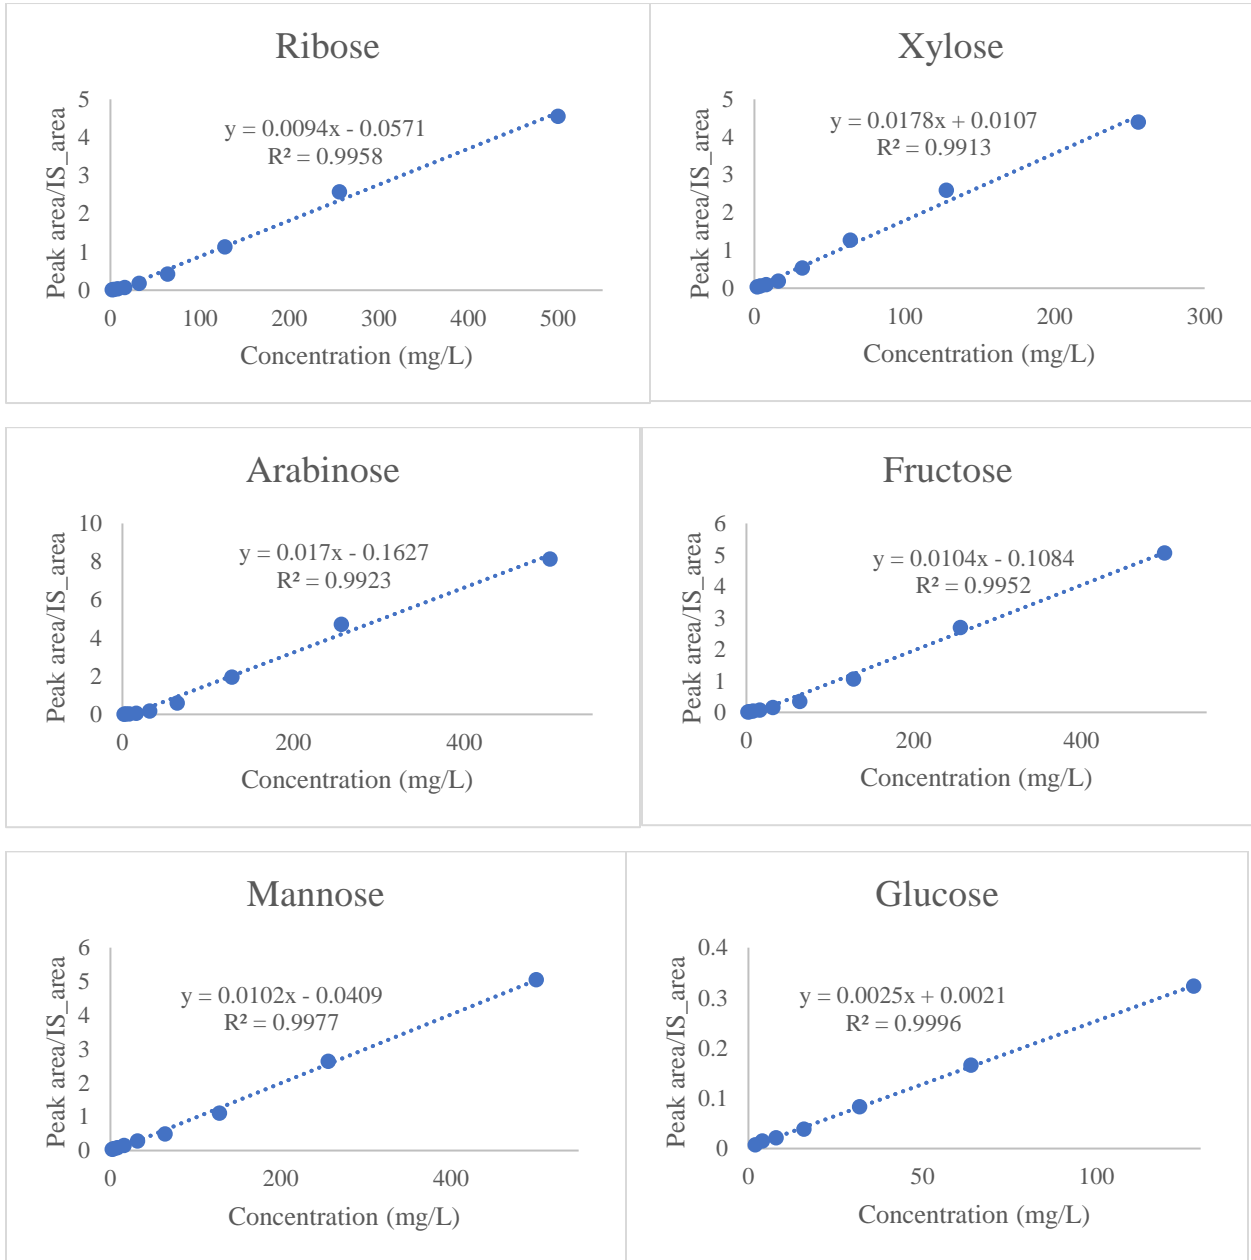 Ribose
y = 0.0094x - 0.0571
R² = 0.9958
Peak area/IS_area
5
4
3
2
1
0
0 100 200 300 400 500
Concentration (mg/L)
Xylose
y = 0.0178x + 0.0107
R² = 0.9913
Peak area/IS_area
5
4
3
2
1
0
0 100 200 300
Concentration (mg/L)
Arabinose
y = 0.017x - 0.1627
R² = 0.9923
Peak area/IS_area
10
8
6
4
2
0
0 200 400
Concentration (mg/L)
Fructose
y = 0.0104x - 0.1084
R² = 0.9952
Peak area/IS_area
6
5
4
3
2
1
0
0 200 400
Concentration (mg/L)
Mannose
y = 0.0102x - 0.0409
R² = 0.9977
Peak area/IS_area
6
5
4
3
2
1
0
0 200 400
Concentration (mg/L)
Glucose
y = 0.0025x + 0.0021
R² = 0.9996
Peak area/IS_area
0.4
0.3
0.2
0.1
0
0 50 100
Concentration (mg/L)